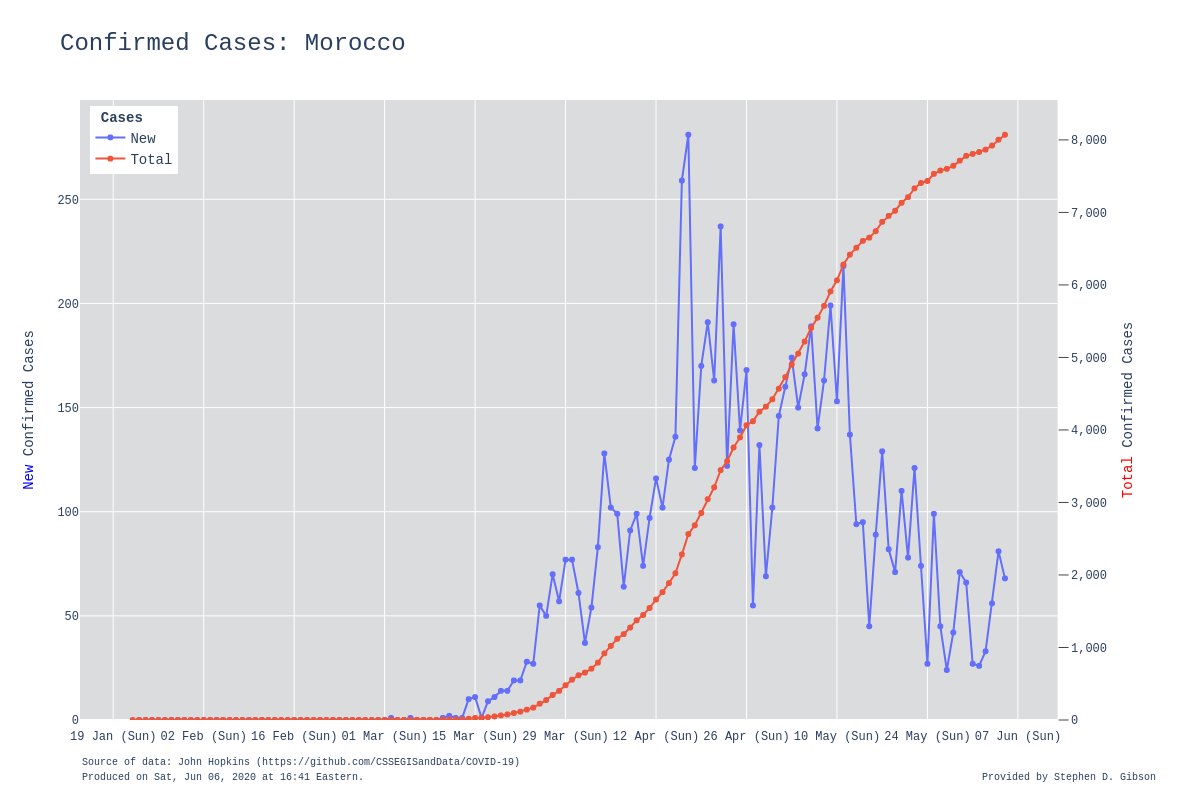 Confirmed Cases: Morocco
Cases
New
Total
250
200
150
100
50
0
8,000
7,000
6,000
5,000
4,000
3,000
2,000
1,000
0
New Confirmed Cases
Total Confirmed Cases
19 Jan (Sun) 02 Feb (Sun) 16 Feb (Sun) 01 Mar (Sun) 15 Mar (Sun) 29 Mar (Sun) 12 Apr (Sun) 26 Apr (Sun) 10 May (Sun) 24 May (Sun) 07 Jun (Sun)
Source of data: John Hopkins (https://github.com/CSSEGISandData/COVID-19)
Produced on Sat, Jun 06, 2020 at 16:41 Eastern.
Provided by Stephen D. Gibson